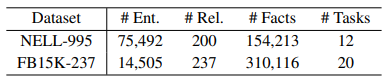 Dataset # Ent. # Rel. # Facts # Tasks
NELL-995 75,492 200 154,213 12
FB15K-237 14,505 237 310,116 20